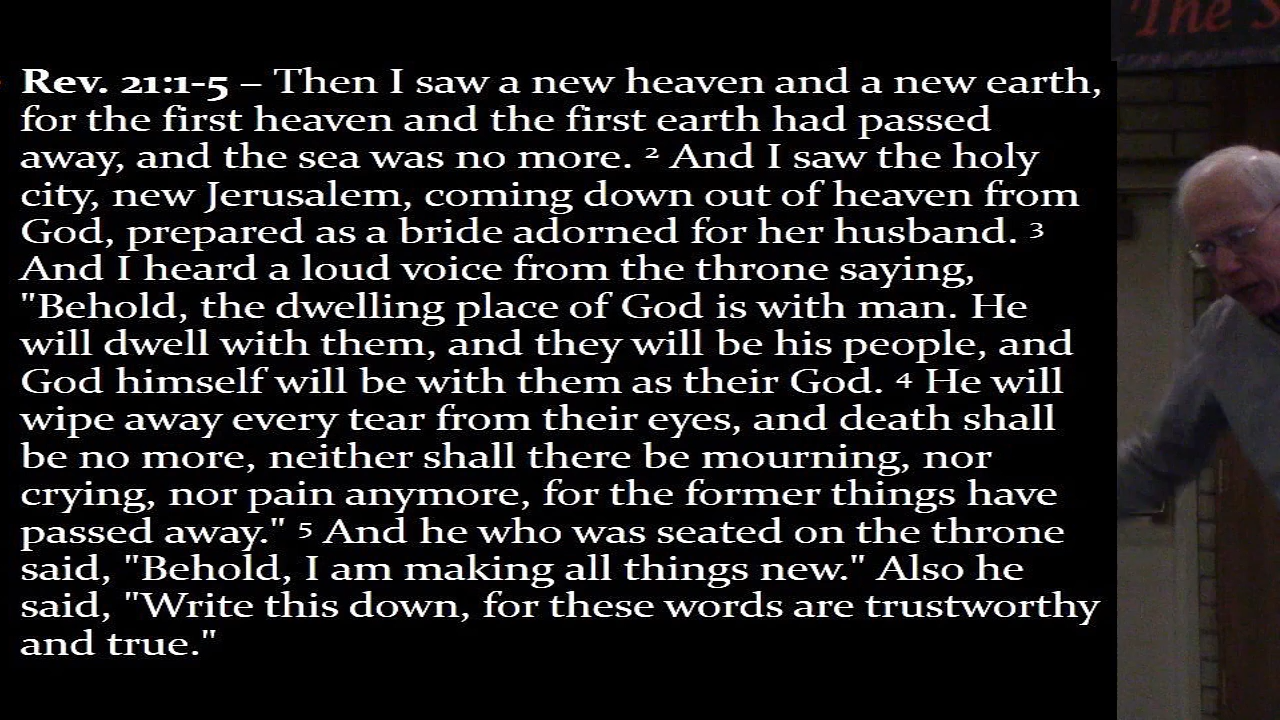 The S
Rev. 21:1-5 – Then I saw a new heaven and a new earth,
for the first heaven and the first earth had passed
away, and the sea was no more. ² And I saw the holy
city, new Jerusalem, coming down out of heaven from
God, prepared as a bride adorned for her husband. ³
And I heard a loud voice from the throne saying,
"Behold, the dwelling place of God is with man. He
will dwell with them, and they will be his people, and
God himself will be with them as their God. ⁴ He will
wipe away every tear from their eyes, and death shall
be no more, neither shall there be mourning, nor
crying, nor pain anymore, for the former things have
passed away." ⁵ And he who was seated on the throne
said, "Behold, I am making all things new." Also he
said, "Write this down, for these words are trustworthy
and true."